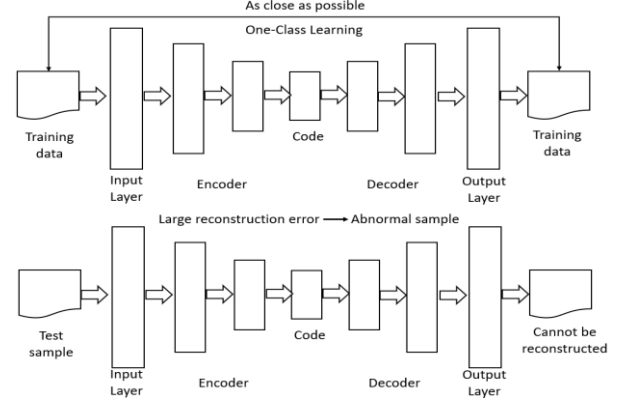 As close as possible
One-Class Learning
Training
data
Code
Training
data
Input
Layer
Encoder
Decoder
Output
Layer
Large reconstruction error
Abnormal sample
Test
sample
Code
Cannot be
reconstructed
Input
Layer
Encoder
Decoder
Output
Layer